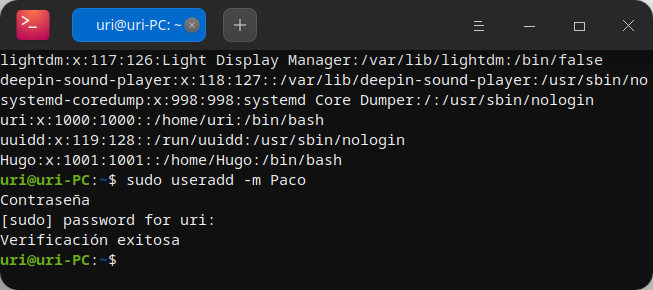 uri@uri-PC: ~
lightdm:x:117:126:Light Display Manager:/var/lib/lightdm:/bin/false
deepin-sound-player:x:118:127::/var/lib/deepin-sound-player:/usr/sbin/no
systemd-coredump:x:998:998:systemd Core Dumper:/:/usr/sbin/nologin
uri:x:1000:1000::/home/uri:/bin/bash
uuidd:x:119:128::/run/uuidd:/usr/sbin/nologin
Hugo:x:1001:1001::/home/Hugo:/bin/bash
uri@uri-PC:~$ sudo useradd -m Paco
Contraseña
[sudo] password for uri:
Verificación exitosa
uri@uri-PC:~$